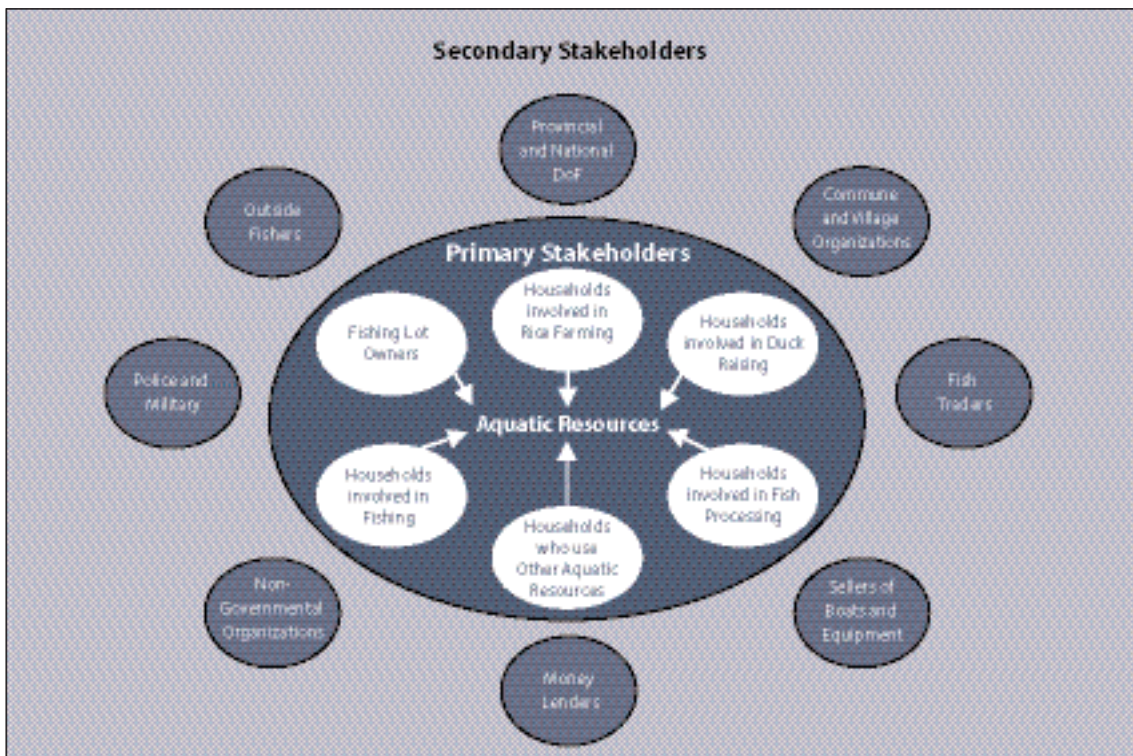 Secondary Stakeholders
Provincial
and National
DoF
Outside
Fishers
Commune
and Village
Organizations
Primary Stakeholders
Households
involved in
Rice Farming
Fishing Lot
Owners
Households
involved in Duck
Raising
Police and
Military
Fish
Traders
Aquatic Resources
Households
involved in
Fishing
Households
involved in Fish
Processing
Households
who use
Other Aquatic
Resources
Non-
Governmental
Organizations
Sellers of
Boats and
Equipment
Money
Lenders